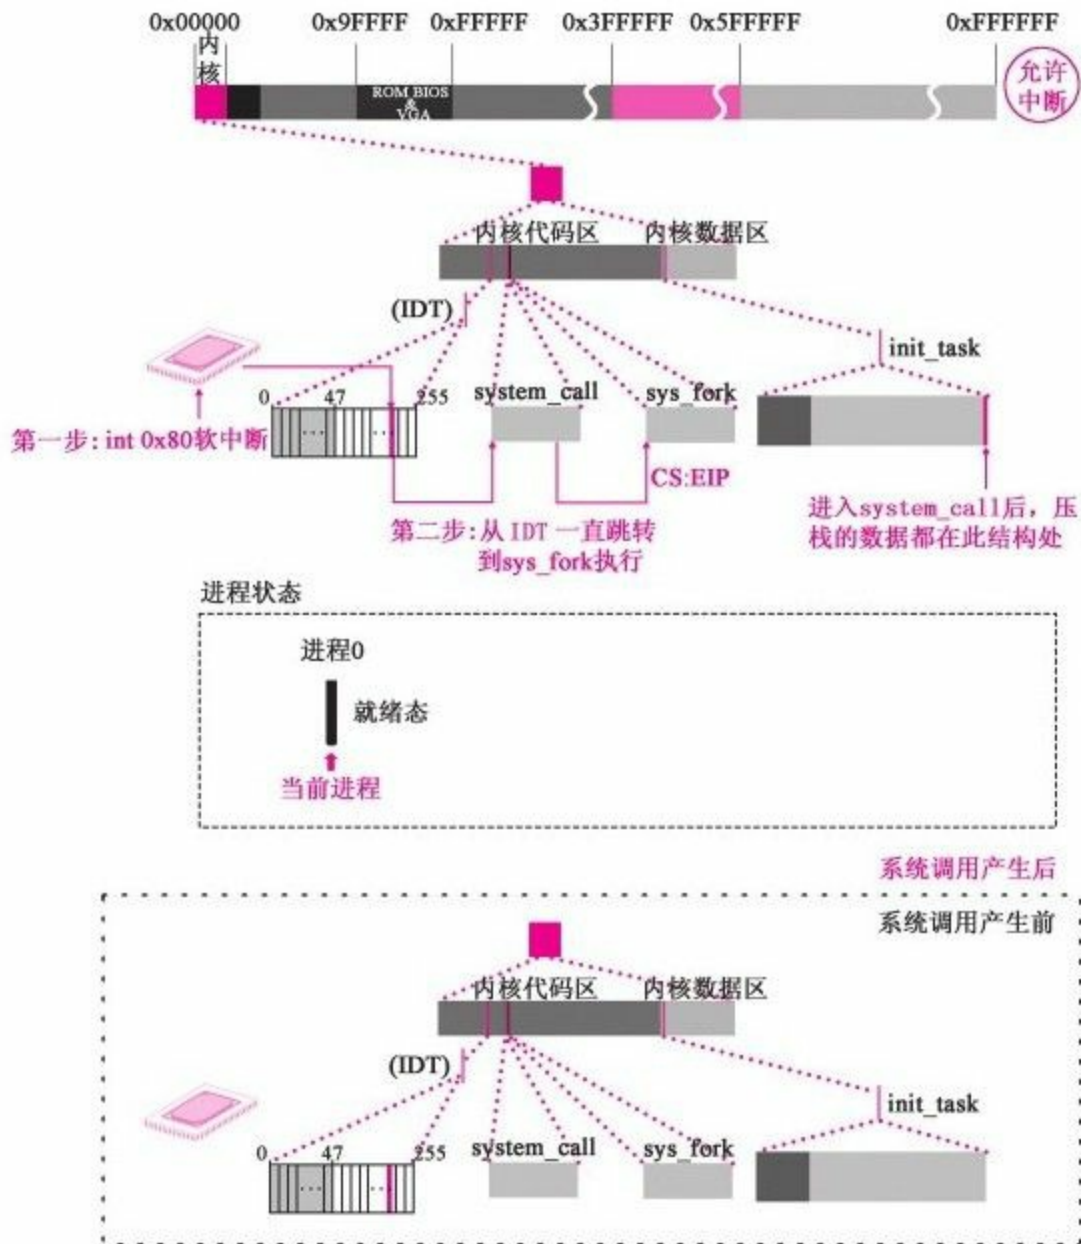 0x00000 0x9FFFF 0xFFFFF 0x3FFFFF 0x5FFFFF 0xFFFFFF
内核
ROM BIOS
&
VGA
允许
中断
内核代码区 内核数据区
(IDT)
init_task
0 47 255 system_call sys_fork
... ...
第一步: int 0x80软中断
CS:EIP
第二步:从 IDT 一直跳转
到sys_fork执行
进入system_call后，压
栈的数据都在此结构处
进程状态
进程0
就绪态
当前进程
系统调用产生后
系统调用产生前
内核代码区 内核数据区
(IDT)
init_task
0 47 255 system_call sys_fork
... ...